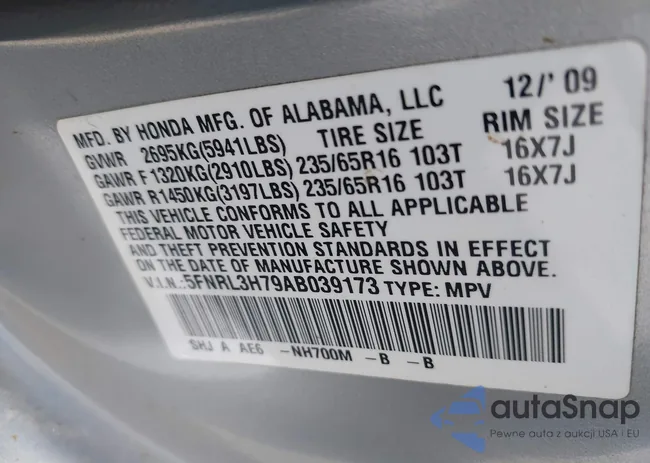 MFD. BY HONDA MFG. OF ALABAMA, LLC 12/'09
GVWR 2695KG(5941LBS) TIRE SIZE RIM SIZE
GAWR F1320KG(2910LBS) 235/65R16 103T 16X7J
GAWR R1450KG(3197LBS) 235/65R16 103T 16X7J
THIS VEHICLE CONFORMS TO ALL APPLICABLE
FEDERAL MOTOR VEHICLE SAFETY
AND THEFT PREVENTION STANDARDS IN EFFECT
ON THE DATE OF MANUFACTURE SHOWN ABOVE.
V.I.N.:5FNRL3H79AB039173 TYPE: MPV
SHJ A AE6 -NH700M -B -B
autaSnap
Pewne auta z aukcji USA i EU